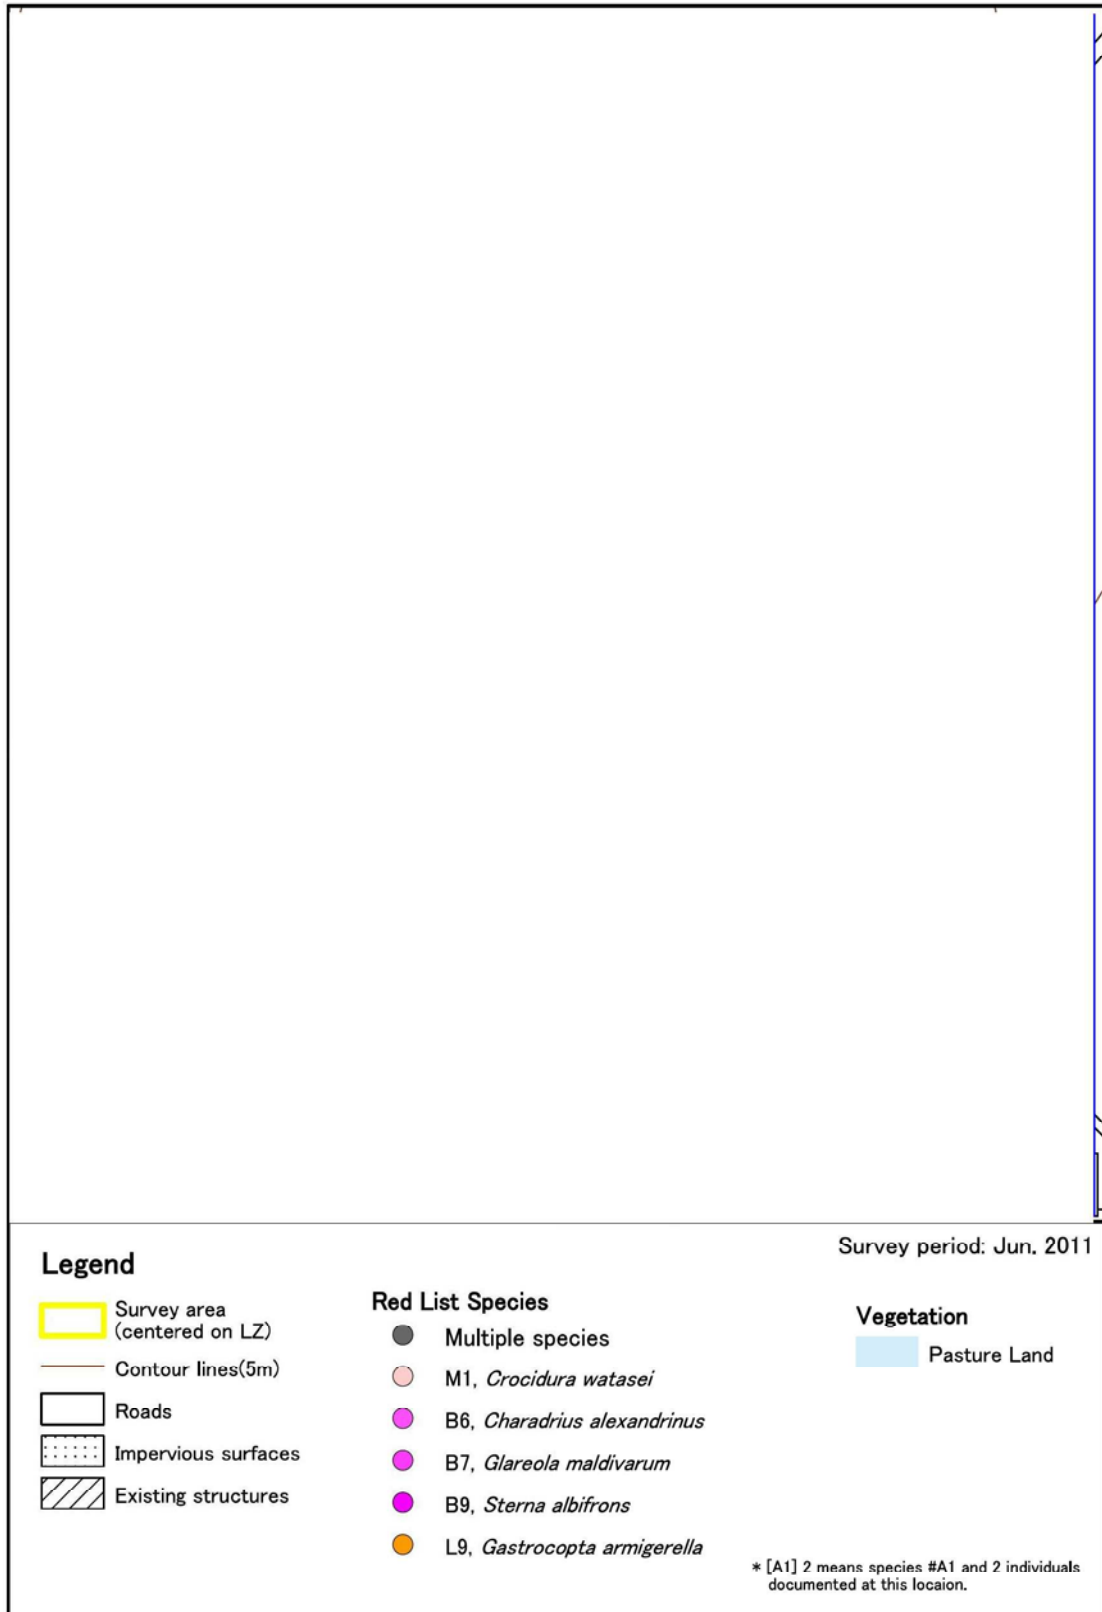 Survey period: Jun. 2011
Legend
Survey area
(centered on LZ)
Contour lines(5m)
Roads
Impervious surfaces
Existing structures
Red List Species
Multiple species
M1, Crocidura watasei
B6, Charadrius alexandrinus
B7, Glareola maldivarum
B9, Sterna albifrons
L9, Gastrocopta armigerella
Vegetation
Pasture Land
* [A1] 2 means species #A1 and 2 individuals
documented at this locaion.